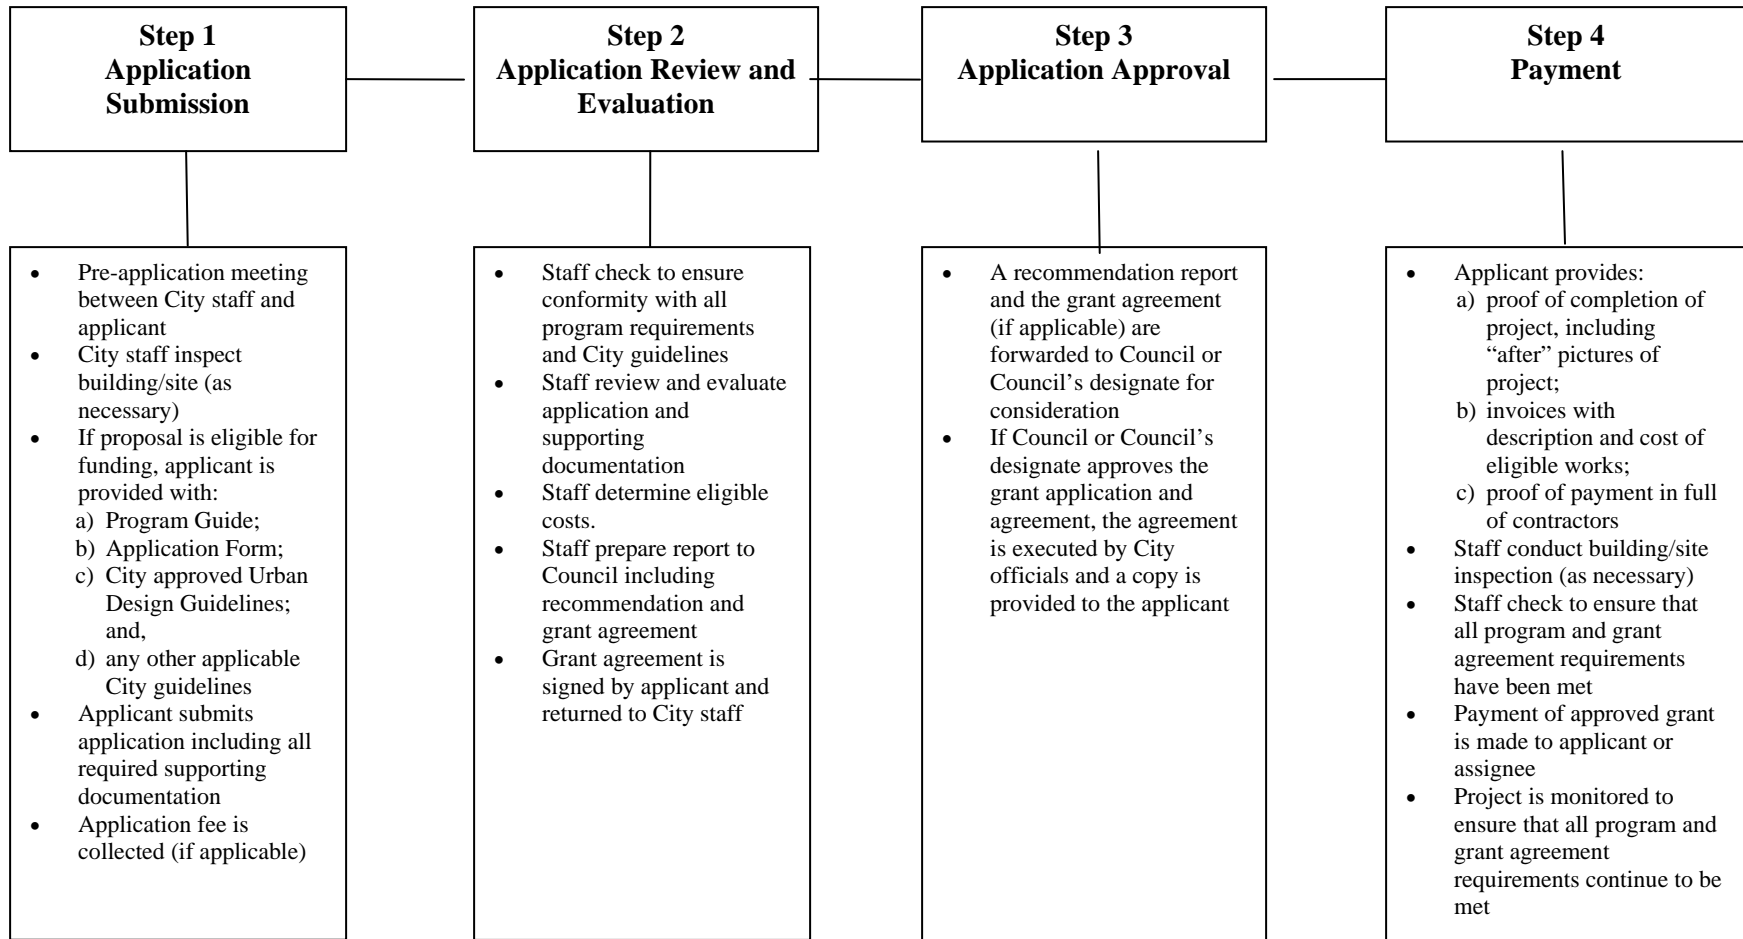 Step 1
Application
Submission
Step 2
Application Review and
Evaluation
Step 3
Application Approval
Step 4
Payment
• Pre-application meeting
between City staff and
applicant
• City staff inspect
building/site (as
necessary)
• If proposal is eligible for
funding, applicant is
provided with:
a) Program Guide;
b) Application Form;
c) City approved Urban
Design Guidelines;
and,
d) any other applicable
City guidelines
• Applicant submits
application including all
required supporting
documentation
• Application fee is
collected (if applicable)
• Staff check to ensure
conformity with all
program requirements
and City guidelines
• Staff review and evaluate
application and
supporting
documentation
• Staff determine eligible
costs.
• Staff prepare report to
Council including
recommendation and
grant agreement
• Grant agreement is
signed by applicant and
returned to City staff
• A recommendation report
and the grant agreement
(if applicable) are
forwarded to Council or
Council’s designate for
consideration
• If Council or Council’s
designate approves the
grant application and
agreement, the agreement
is executed by City
officials and a copy is
provided to the applicant
• Applicant provides:
a) proof of completion of
project, including
“after” pictures of
project;
b) invoices with
description and cost of
eligible works;
c) proof of payment in full
of contractors
• Staff conduct building/site
inspection (as necessary)
• Staff check to ensure that
all program and grant
agreement requirements
have been met
• Payment of approved grant
is made to applicant or
assignee
• Project is monitored to
ensure that all program and
grant agreement
requirements continue to be
met